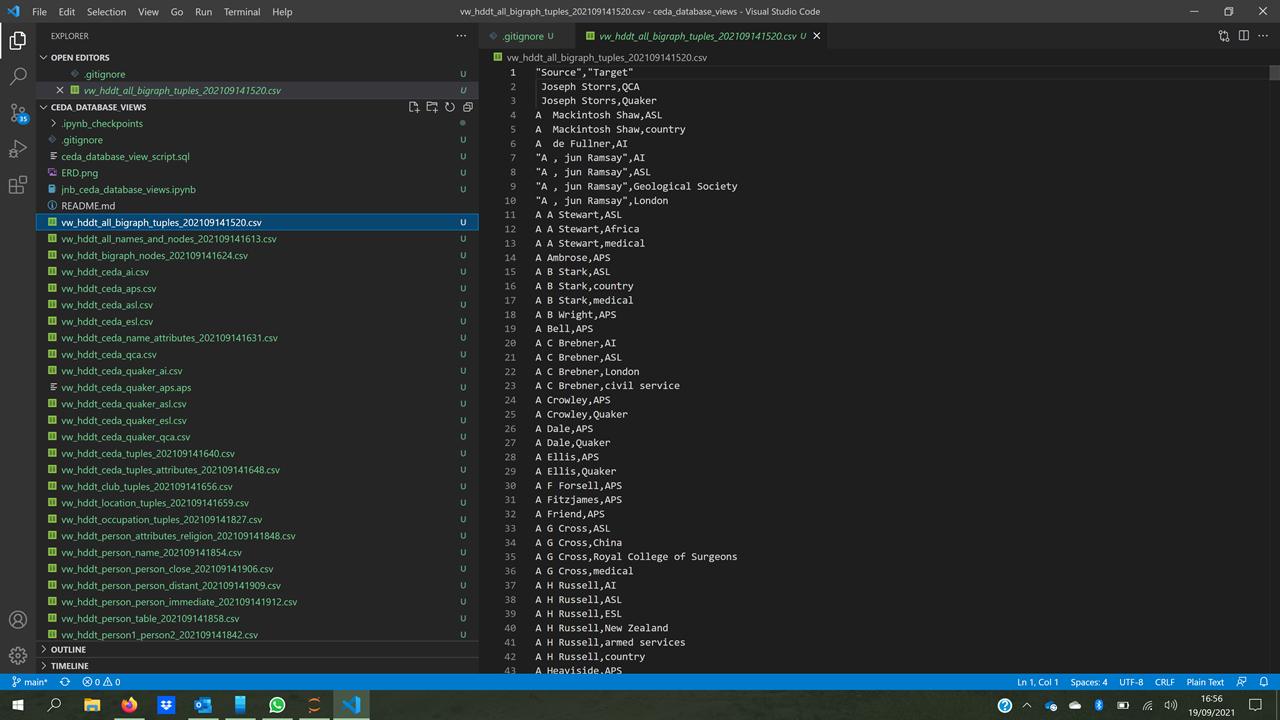 File Edit Selection View Go Run Terminal Help
vw_hddt_all_bigraph_tuples_202109141520.csv - ceda_database_views - Visual Studio Code
EXPLORER
OPEN EDITORS
.gitignore U
vw_hddt_all_bigraph_tuples_202109141520.csv U
CEDA_DATABASE_VIEWS
.ipynb_checkpoints
.gitignore U
ceda_database_view_script.sql U
ERD.png U
jnb_ceda_database_views.ipynb U
README.md
vw_hddt_all_bigraph_tuples_202109141520.csv U
vw_hddt_all_names_and_nodes_202109141613.csv U
vw_hddt_bigraph_nodes_202109141624.csv U
vw_hddt_ceda_ai.csv U
vw_hddt_ceda_aps.csv U
vw_hddt_ceda_asl.csv U
vw_hddt_ceda_esl.csv U
vw_hddt_ceda_name_attributes_202109141631.csv U
vw_hddt_ceda_qca.csv U
vw_hddt_ceda_quaker_ai.csv U
vw_hddt_ceda_quaker_aps.aps U
vw_hddt_ceda_quaker_asl.csv U
vw_hddt_ceda_quaker_esl.csv U
vw_hddt_ceda_quaker_qca.csv U
vw_hddt_ceda_tuples_202109141640.csv U
vw_hddt_ceda_tuples_attributes_202109141648.csv U
vw_hddt_club_tuples_202109141656.csv U
vw_hddt_location_tuples_202109141659.csv U
vw_hddt_occupation_tuples_202109141827.csv U
vw_hddt_person_attributes_religion_202109141848.csv U
vw_hddt_person_name_202109141854.csv U
vw_hddt_person_person_close_202109141906.csv U
vw_hddt_person_person_distant_202109141909.csv U
vw_hddt_person_person_immediate_202109141912.csv U
vw_hddt_person_table_202109141858.csv U
vw_hddt_person1_person2_202109141842.csv U
OUTLINE
TIMELINE
35
.gitignore U
vw_hddt_all_bigraph_tuples_202109141520.csv U
vw_hddt_all_bigraph_tuples_202109141520.csv
1 "Source","Target"
2 Joseph Storrs,QCA
3 Joseph Storrs,Quaker
4 A  Mackintosh Shaw,ASL
5 A  Mackintosh Shaw,country
6 A  de Fullner,AI
7 "A , jun Ramsay",AI
8 "A , jun Ramsay",ASL
9 "A , jun Ramsay",Geological Society
10 "A , jun Ramsay",London
11 A A Stewart,ASL
12 A A Stewart,Africa
13 A A Stewart,medical
14 A Ambrose,APS
15 A B Stark,ASL
16 A B Stark,country
17 A B Stark,medical
18 A B Wright,APS
19 A Bell,APS
20 A C Brebner,AI
21 A C Brebner,ASL
22 A C Brebner,London
23 A C Brebner,civil service
24 A Crowley,APS
25 A Crowley,Quaker
26 A Dale,APS
27 A Dale,Quaker
28 A Ellis,APS
29 A Ellis,Quaker
30 A F Forsell,APS
31 A Fitzjames,APS
32 A Friend,APS
33 A G Cross,ASL
34 A G Cross,China
35 A G Cross,Royal College of Surgeons
36 A G Cross,medical
37 A H Russell,AI
38 A H Russell,ASL
39 A H Russell,ESL
40 A H Russell,New Zealand
41 A H Russell,armed services
42 A H Russell,country
43 A Heaviside,APS
main* 0 0 Ln 1, Col 1 Spaces: 4 UTF-8 CRLF Plain Text
16:56
19/09/2021